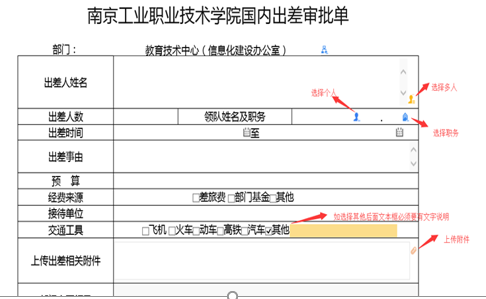 南京工业职业技术学院国内出差审批单
部门： 教育技术中心（信息化建设办公室）
出差人姓名
选择多人
选择个人
出差人数 领队姓名及职务 .
选择职务
出差时间 至
出差事由
预 算
经费来源 □差旅费 □部门基金□其他
接待单位
交通工具 □飞机 □火车□动车□高铁□汽车☑其他
如选择其他后面文本框必须要有文字说明
上传附件
上传出差相关附件